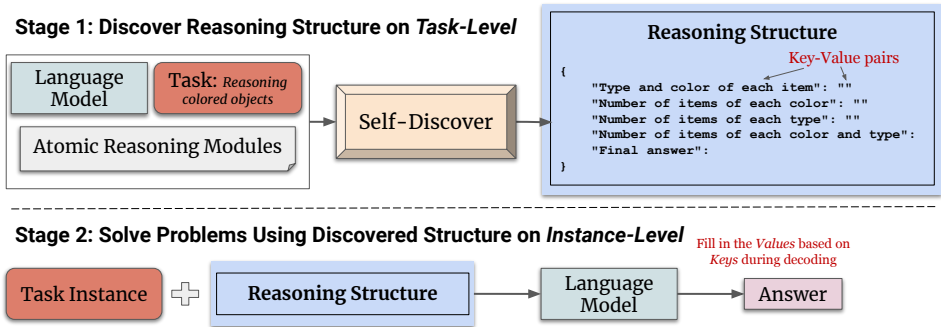 Stage 1: Discover Reasoning Structure on Task-Level
Language
Model
Task: Reasoning
colored objects
Atomic Reasoning Modules
Self-Discover
Reasoning Structure
Key-Value pairs
{
"Type and color of each item": ""
"Number of items of each color": ""
"Number of items of each type": ""
"Number of items of each color and type":
"Final answer":
}
Stage 2: Solve Problems Using Discovered Structure on Instance-Level
Task Instance
Reasoning Structure
Language
Model
Fill in the Values based on
Keys during decoding
Answer